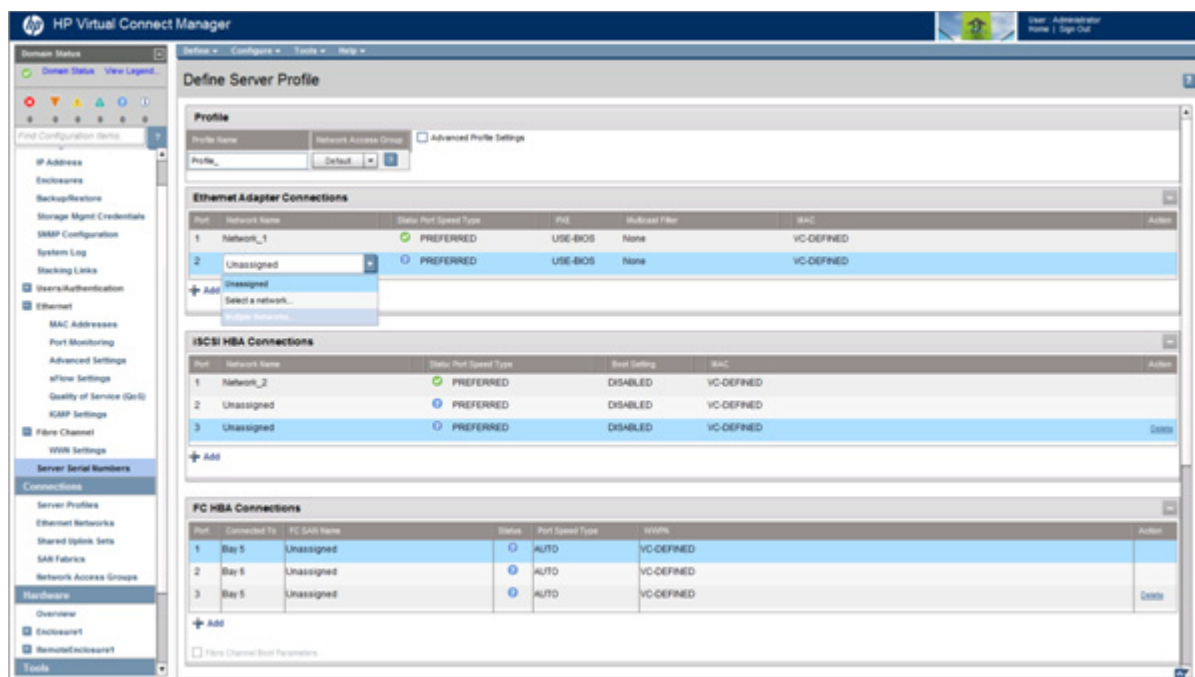 HP Virtual Connect Manager
User : Administrator
Home | Sign Out
Domain Status
Domain Status View Legend...
0 0 0 0 0 0
Find Configuration Items
IP Address
Enclosures
Backup/Restore
Storage Mgmt Credentials
SNMP Configuration
System Log
Stacking Links
Users/Authentication
Ethernet
MAC Addresses
Port Monitoring
Advanced Settings
sFlow Settings
Quality of Service (QoS)
IGMP Settings
Fibre Channel
WWN Settings
Server Serial Numbers
Connections
Server Profiles
Ethernet Networks
Shared Uplink Sets
SAN Fabrics
Network Access Groups
Hardware
Overview
Enclosure1
RemoteEnclosure1
Tools
Define Configure Tools Help
Define Server Profile
Profile
Profile Name Network Access Group Advanced Profile Settings
Profile_ Default
Ethernet Adapter Connections
Port Network Name Status Port Speed Type PXE Multicast Filter MAC Action
1 Network_1 PREFERRED USE-BIOS None VC-DEFINED
2 Unassigned PREFERRED USE-BIOS None VC-DEFINED
Unassigned
Select a network...
Multiple Networks...
Add
iSCSI HBA Connections
Port Network Name Status Port Speed Type Boot Setting MAC Action
1 Network_2 PREFERRED DISABLED VC-DEFINED
2 Unassigned PREFERRED DISABLED VC-DEFINED
3 Unassigned PREFERRED DISABLED VC-DEFINED Delete
Add
FC HBA Connections
Port Connected To FC SAN Name Status Port Speed Type WWPN Action
1 Bay 5 Unassigned AUTO VC-DEFINED
2 Bay 6 Unassigned AUTO VC-DEFINED
3 Bay 5 Unassigned AUTO VC-DEFINED Delete
Add
Fibre Channel Boot Parameters